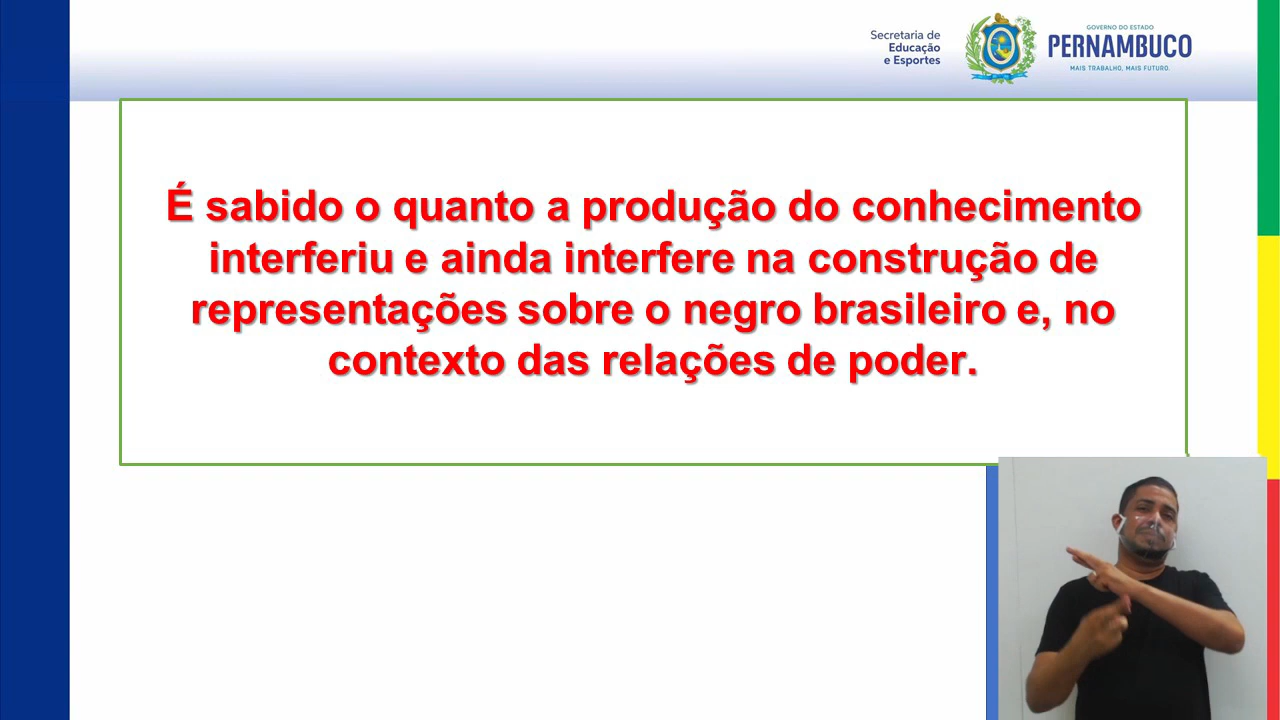 Secretaria de
Educação
e Esportes
GOVERNO DO ESTADO
PERNAMBUCO
MAIS TRABALHO, MAIS FUTURO.
É sabido o quanto a produção do conhecimento
interferiu e ainda interfere na construção de
representações sobre o negro brasileiro e, no
contexto das relações de poder.